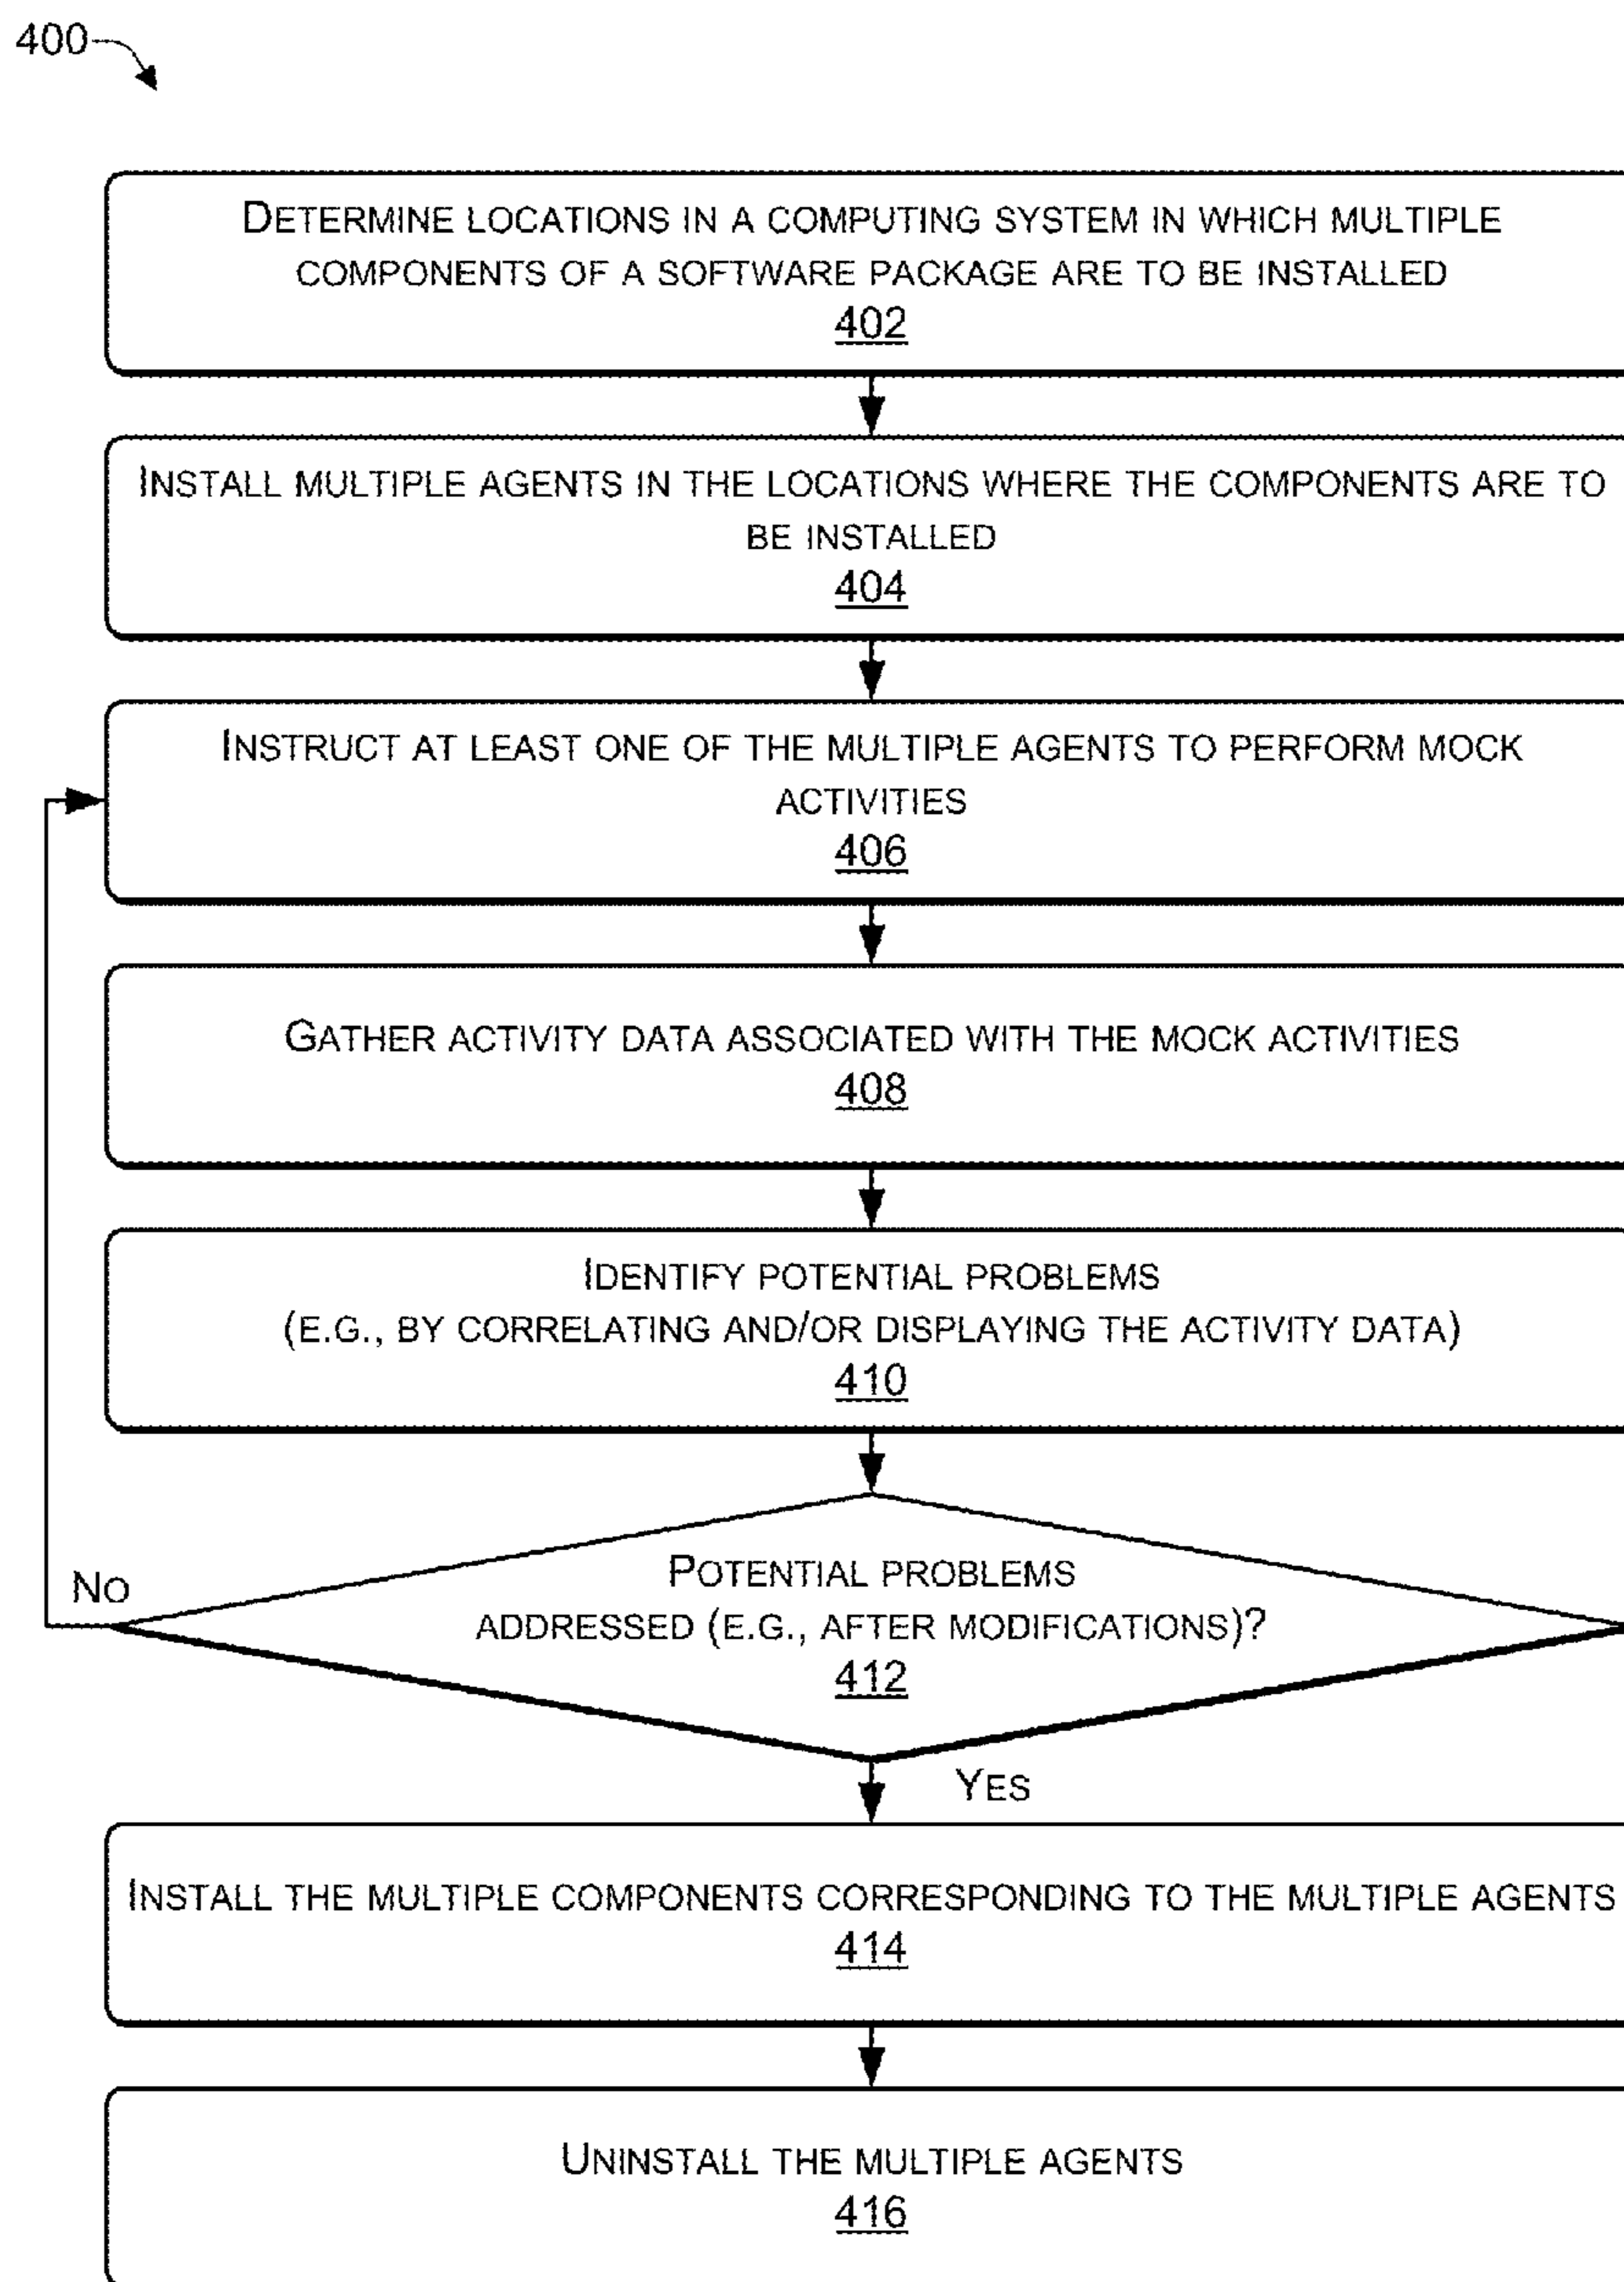 400
DETERMINE LOCATIONS IN A COMPUTING SYSTEM IN WHICH MULTIPLE
COMPONENTS OF A SOFTWARE PACKAGE ARE TO BE INSTALLED
402
INSTALL MULTIPLE AGENTS IN THE LOCATIONS WHERE THE COMPONENTS ARE TO
BE INSTALLED
404
INSTRUCT AT LEAST ONE OF THE MULTIPLE AGENTS TO PERFORM MOCK
ACTIVITIES
406
GATHER ACTIVITY DATA ASSOCIATED WITH THE MOCK ACTIVITIES
408
IDENTIFY POTENTIAL PROBLEMS
(E.G., BY CORRELATING AND/OR DISPLAYING THE ACTIVITY DATA)
410
POTENTIAL PROBLEMS
ADDRESSED (E.G., AFTER MODIFICATIONS)?
412
NO
YES
INSTALL THE MULTIPLE COMPONENTS CORRESPONDING TO THE MULTIPLE AGENTS
414
UNINSTALL THE MULTIPLE AGENTS
416